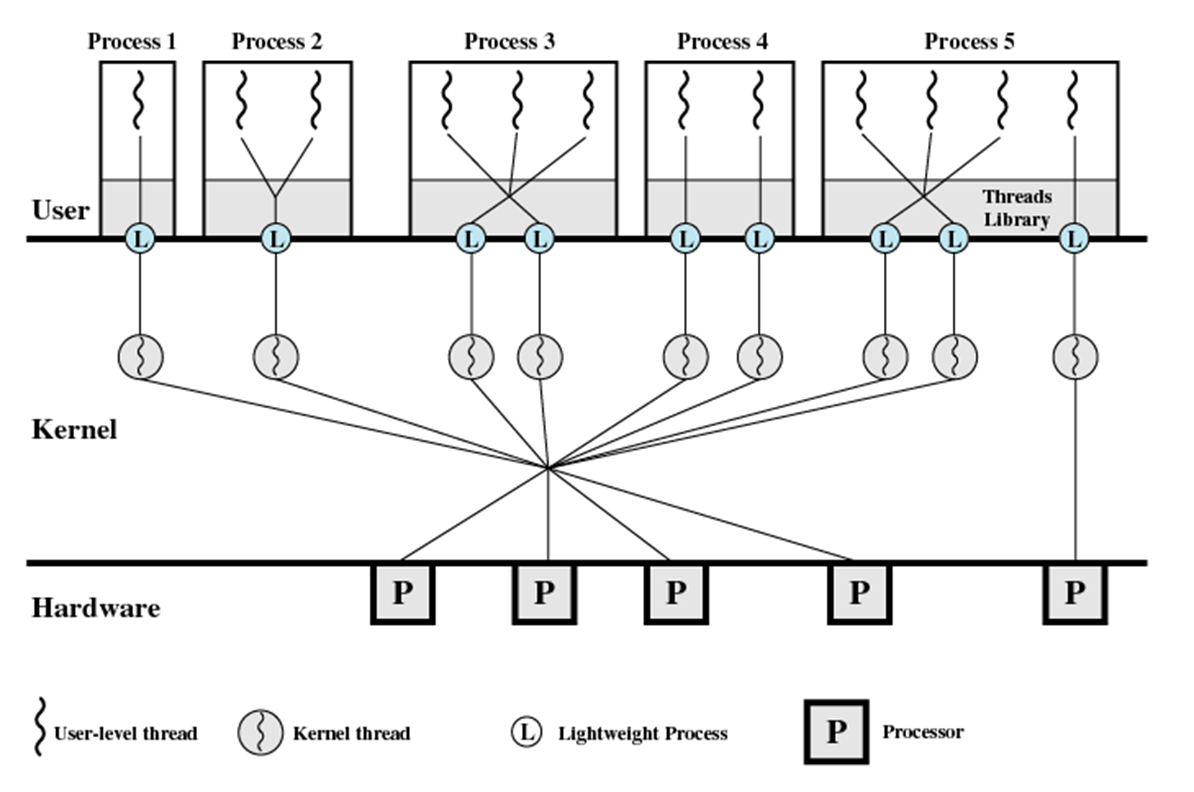 Process 1 Process 2 Process 3 Process 4 Process 5
Threads
Library
User
L L L L L L L L L
Kernel
P P P P P
Hardware
User-level thread Kernel thread L Lightweight Process P Processor